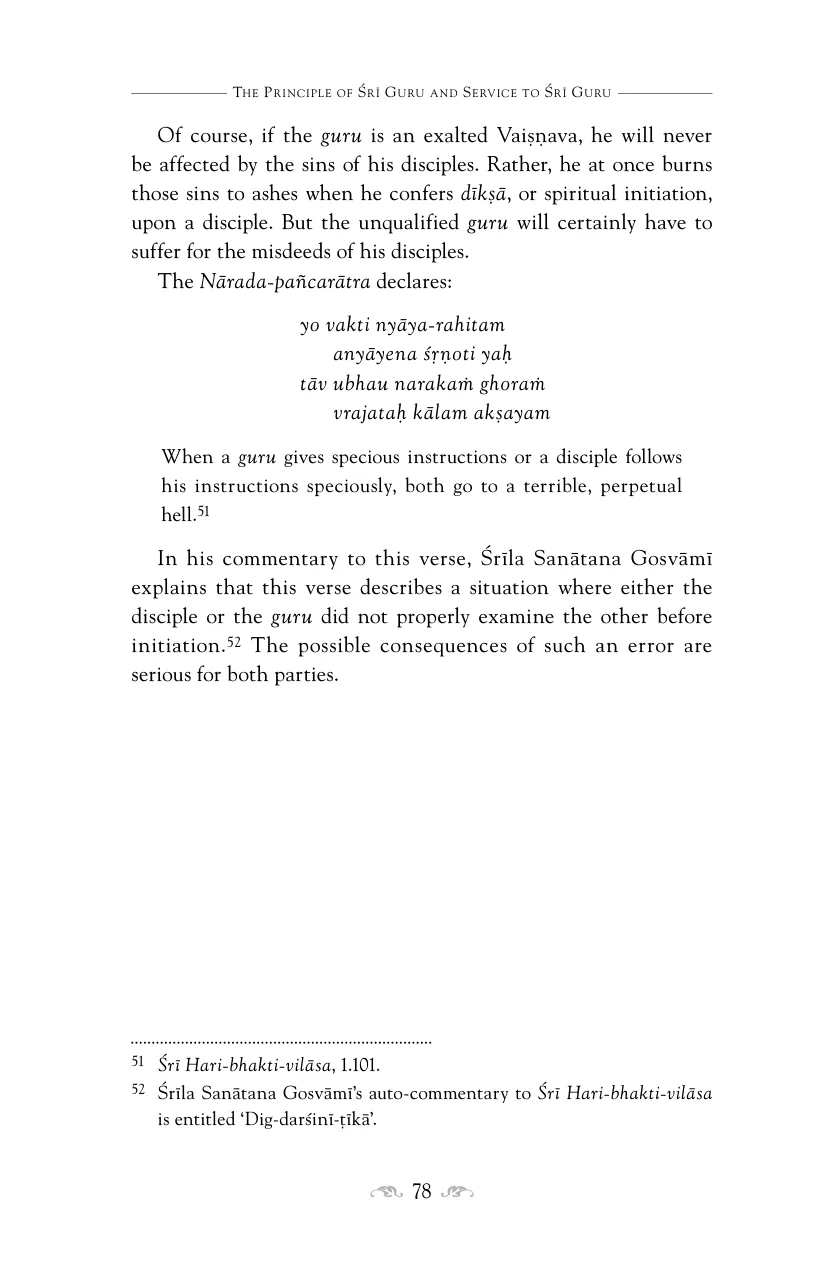 The Principle of Śrī Guru and Service to Śrī Guru
Of course, if the guru is an exalted Vaiṣṇava, he will never
be affected by the sins of his disciples. Rather, he at once burns
those sins to ashes when he confers dīkṣā, or spiritual initiation,
upon a disciple. But the unqualified guru will certainly have to
suffer for the misdeeds of his disciples.
The Nārada-pañcarātra declares:
yo vakti nyāya-rahitam
anyāyena śṛṇoti yaḥ
tāv ubhau narakaṁ ghoraṁ
vrajataḥ kālam akṣayam
When a guru gives specious instructions or a disciple follows
his instructions speciously, both go to a terrible, perpetual
hell.51
In his commentary to this verse, Śrīla Sanātana Gosvāmī
explains that this verse describes a situation where either the
disciple or the guru did not properly examine the other before
initiation.52 The possible consequences of such an error are
serious for both parties.
51 Śrī Hari-bhakti-vilāsa, 1.101.
52 Śrīla Sanātana Gosvāmī’s auto-commentary to Śrī Hari-bhakti-vilāsa
is entitled ‘Dig-darśinī-ṭīkā’.
78